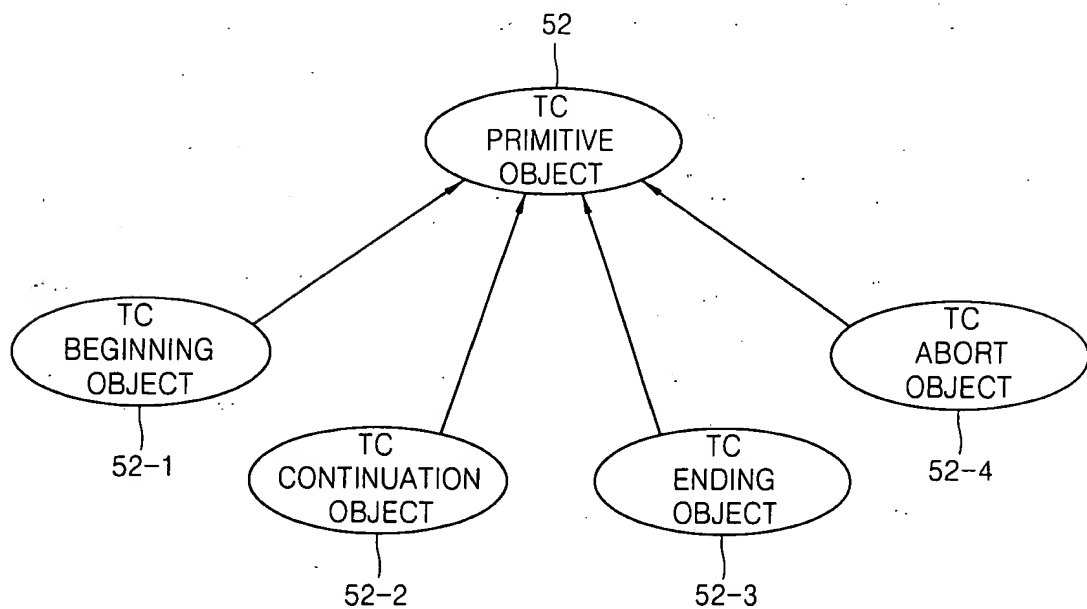 52
TC
PRIMITIVE
OBJECT
TC
BEGINNING
OBJECT
52-1
TC
CONTINUATION
OBJECT
52-2
TC
ENDING
OBJECT
52-3
TC
ABORT
OBJECT
52-4